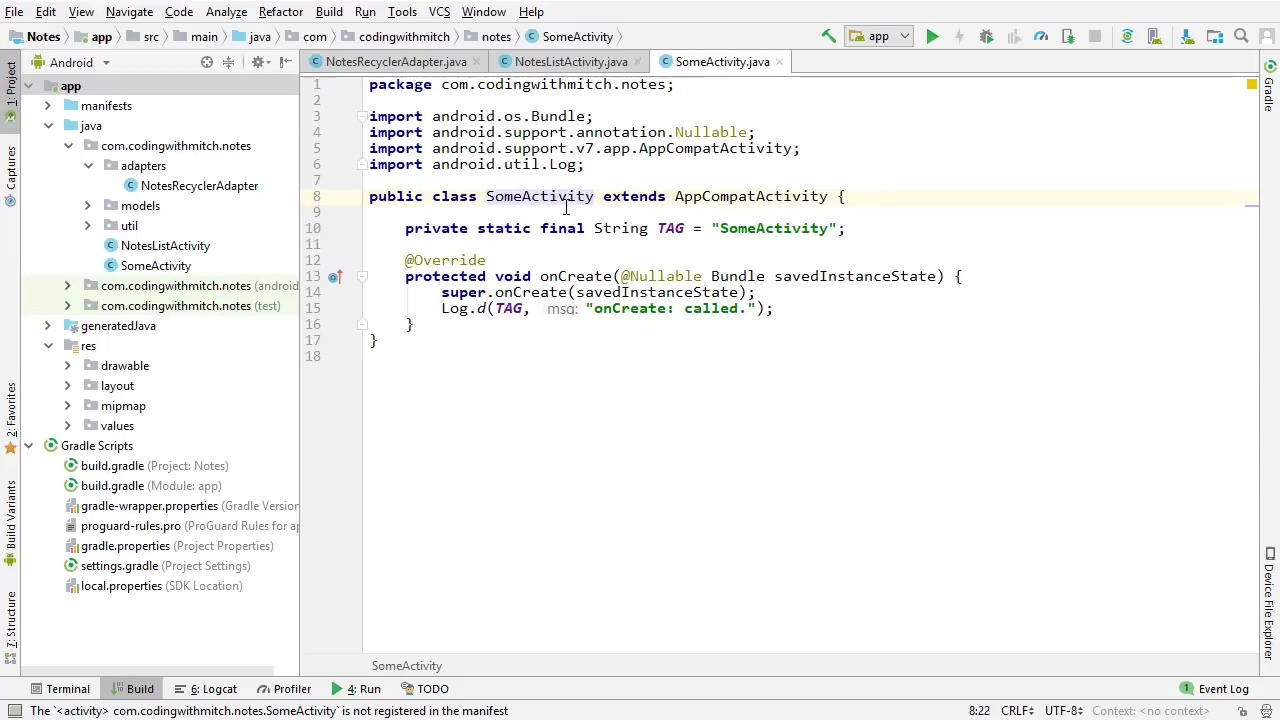 File Edit View Navigate Code Analyze Refactor Build Run Tools VCS Window Help
Notes app src main java com codingwithmitch notes SomeActivity app
Android NotesRecyclerAdapter.java NotesListActivity.java SomeActivity.java
1: Project
Captures
2: Favorites
Build Variants
7: Structure
app
manifests
java
com.codingwithmitch.notes
adapters
NotesRecyclerAdapter
models
util
NotesListActivity
SomeActivity
com.codingwithmitch.notes (android
com.codingwithmitch.notes (test)
generatedJava
res
drawable
layout
mipmap
values
Gradle Scripts
build.gradle (Project: Notes)
build.gradle (Module: app)
gradle-wrapper.properties (Gradle Version
proguard-rules.pro (ProGuard Rules for ap
gradle.properties (Project Properties)
settings.gradle (Project Settings)
local.properties (SDK Location)
1 package com.codingwithmitch.notes;
2
3 import android.os.Bundle;
4 import android.support.annotation.Nullable;
5 import android.support.v7.app.AppCompatActivity;
6 import android.util.Log;
7
8 public class SomeActivity extends AppCompatActivity {
9
10 private static final String TAG = "SomeActivity";
11
12 @Override
13 protected void onCreate(@Nullable Bundle savedInstanceState) {
14 super.onCreate(savedInstanceState);
15 Log.d(TAG, msg: "onCreate: called.");
16 }
17 }
18
SomeActivity
Gradle
Device File Explorer
Terminal Build 6: Logcat Profiler 4: Run TODO 1 Event Log
The `<activity> com.codingwithmitch.notes.SomeActivity` is not registered in the manifest 8:22 CRLF UTF-8 Context: <no context>